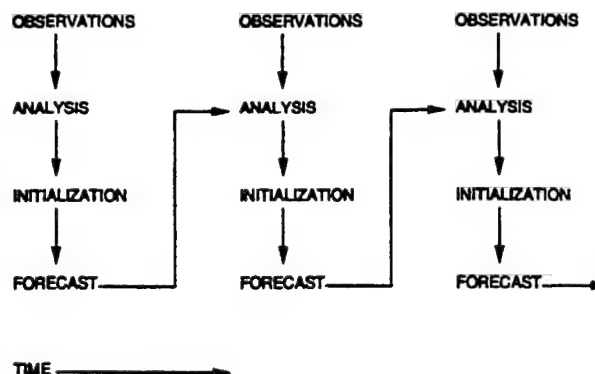 OBSERVATIONS OBSERVATIONS OBSERVATIONS
ANALYSIS ANALYSIS ANALYSIS
INITIALIZATION INITIALIZATION INITIALIZATION
FORECAST FORECAST FORECAST
TIME